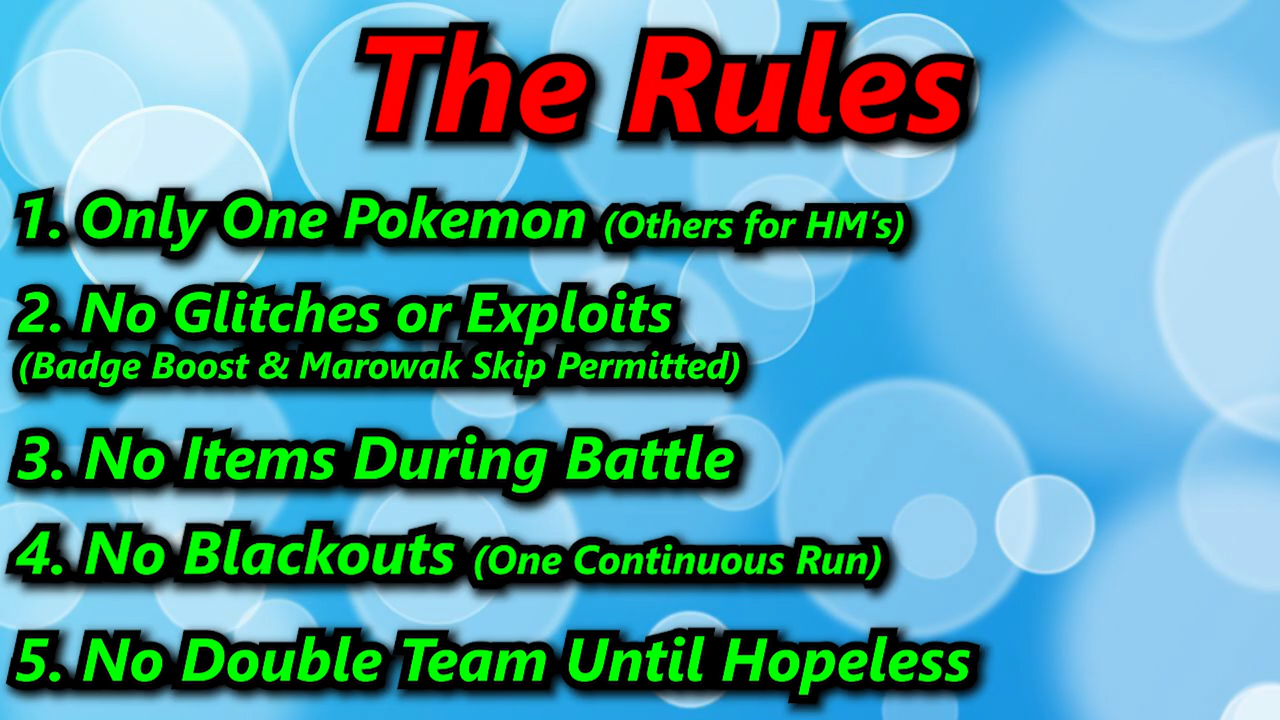 The Rules
1. Only One Pokemon (Others for HM's)
2. No Glitches or Exploits
(Badge Boost & Marowak Skip Permitted)
3. No Items During Battle
4. No Blackouts (One Continuous Run)
5. No Double Team Until Hopeless